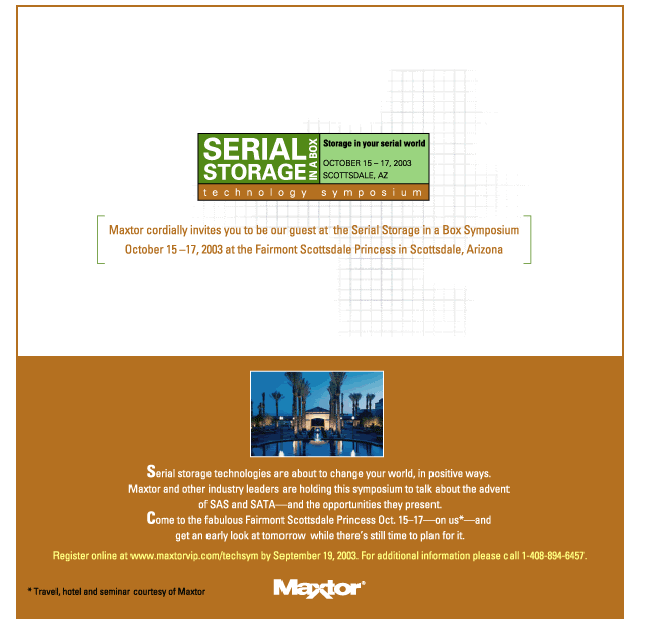 SERIAL
STORAGE
IN A BOX
Storage in your serial world
OCTOBER 15 – 17, 2003
SCOTTSDALE, AZ
technology symposium
Maxtor cordially invites you to be our guest at the Serial Storage in a Box Symposium
October 15 –17, 2003 at the Fairmont Scottsdale Princess in Scottsdale, Arizona
Serial storage technologies are about to change your world, in positive ways.
Maxtor and other industry leaders are holding this symposium to talk about the advent
of SAS and SATA—and the opportunities they present.
Come to the fabulous Fairmont Scottsdale Princess Oct. 15–17—on us*—and
get an early look at tomorrow while there's still time to plan for it.
Register online at www.maxtorvip.com/techsym by September 19, 2003. For additional information please call 1-408-894-6457.
* Travell, hotel and seminar courtesy of Maxtor
Maxtor®